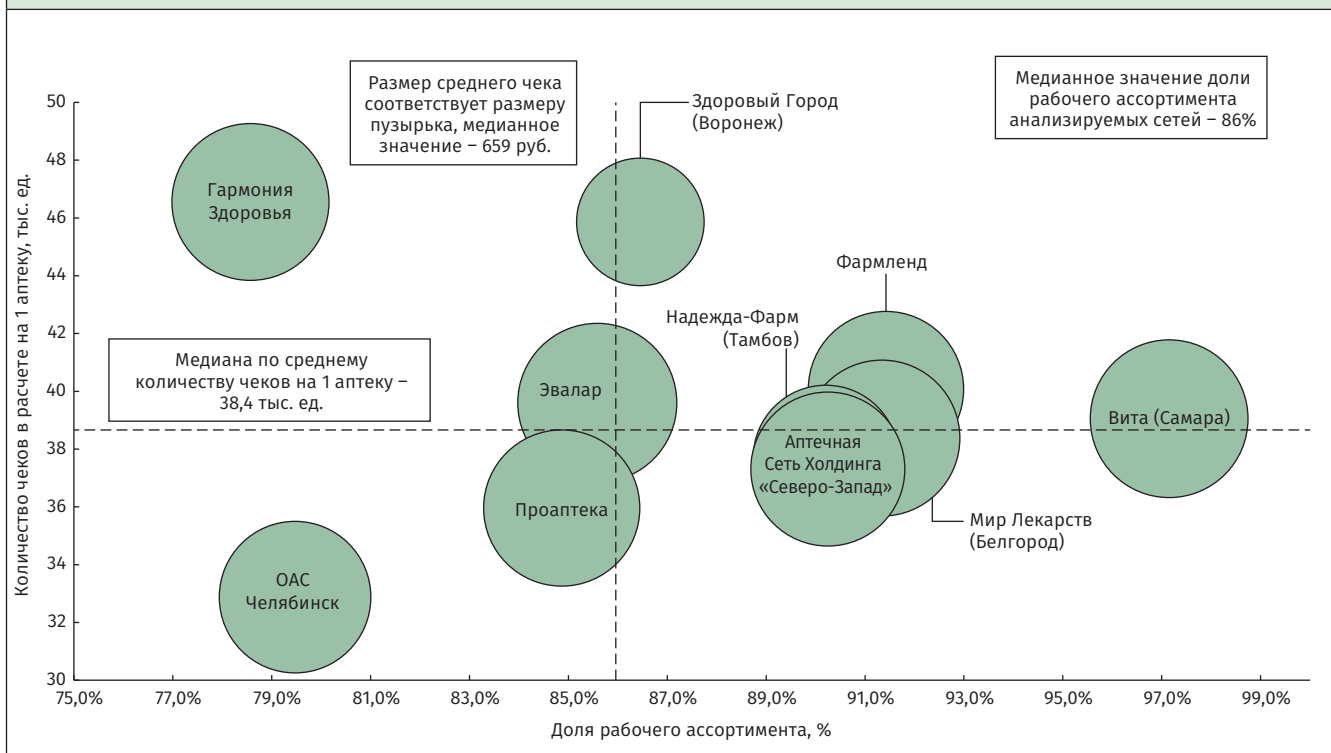 Размер среднего чека
соответствует размеру
пузырька, медианное
значение – 659 руб.
Медианное значение доли
рабочего ассортимента
анализируемых сетей – 86%
Здоровый Город
(Воронеж)
Гармония
Здоровья
Фармленд
Надежда-Фарм
(Тамбов)
Медиана по среднему
количеству чеков на 1 аптеку –
38,4 тыс. ед.
Эвалар
Вита (Самара)
Аптечная
Сеть Холдинга
«Северо-Запад»
Проаптека
Мир Лекарств
(Белгород)
ОАС
Челябинск
Количество чеков в расчете на 1 аптеку, тыс. ед.
50
48
46
44
42
40
38
36
34
32
30
75,0%
77,0%
79,0%
81,0%
83,0%
85,0%
87,0%
89,0%
91,0%
93,0%
95,0%
97,0%
99,0%
Доля рабочего ассортимента, %